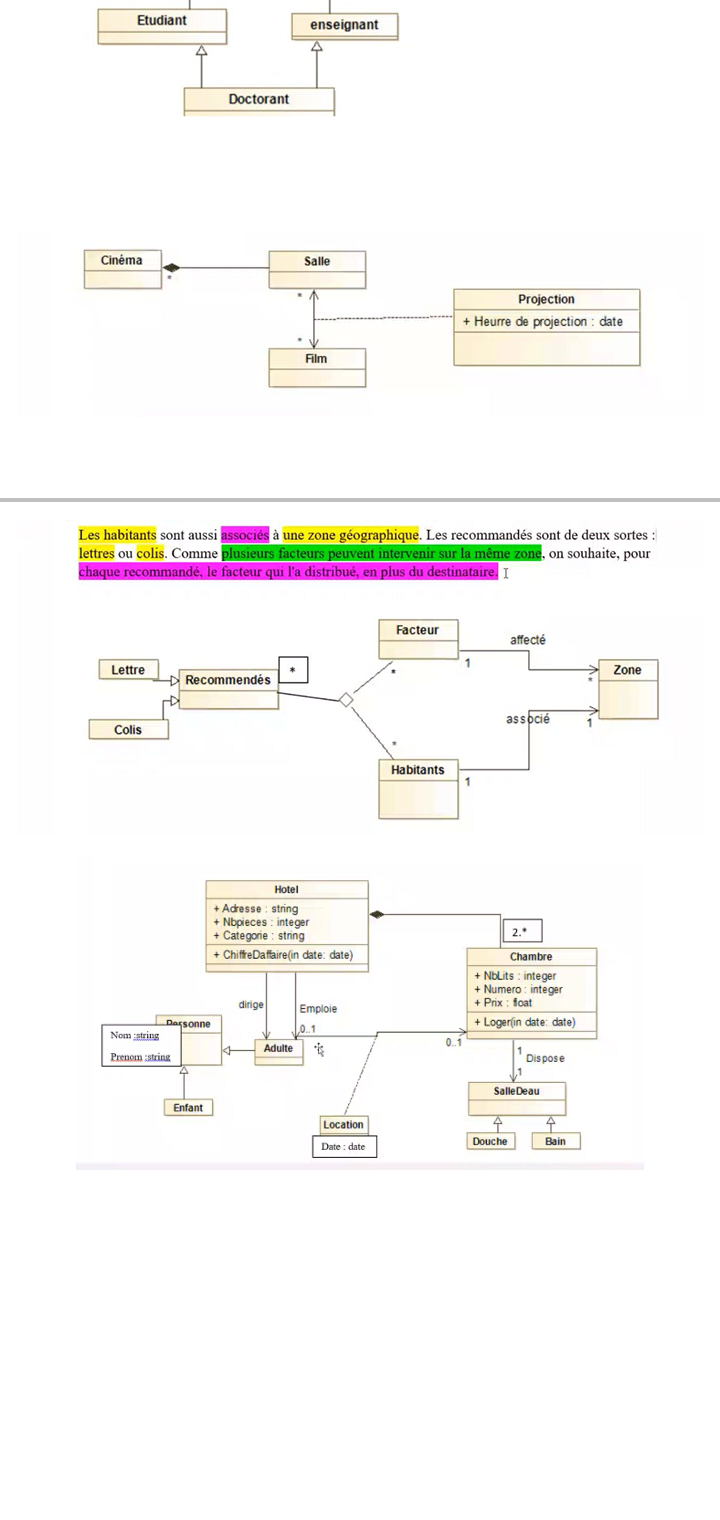 Etudiant
enseignant
Doctorant
Cinéma
*
Salle
*
*
Film
Projection
+ Heurre de projection : date
Les habitants sont aussi associés à une zone géographique. Les recommandés sont de deux sortes :
lettres ou colis. Comme plusieurs facteurs peuvent intervenir sur la même zone, on souhaite, pour
chaque recommandé, le facteur qui l'a distribué, en plus du destinataire.
Lettre
Colis
Recommendés
*
Facteur
*
1
affecté
*
Zone
*
Habitants
1
associé
1
Hotel
+ Adresse : string
+ Nbpieces : integer
+ Categorie : string
+ ChiffreDaffaire(in date: date)
2.*
Chambre
+ NbLits : integer
+ Numero : integer
+ Prix : float
+ Loger(in date: date)
dirige
Emploie
0..1
0..1
Personne
Nom :string
Prenom :string
Adulte
Enfant
1
Dispose
1
SalleDeau
Douche
Bain
Location
Date : date